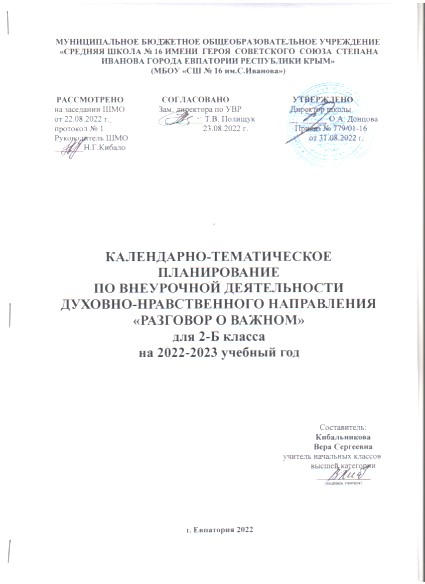 МУНИЦИПАЛЬНОЕ БЮДЖЕТНОЕ ОБЩЕОБРАЗОВАТЕЛЬНОЕ УЧРЕЖДЕНИЕ
«СРЕДНЯЯ ШКОЛА № 16 ИМЕНИ ГЕРОЯ СОВЕТСКОГО СОЮЗА СТЕПАНА
ИВАНОВА ГОРОДА ЕВПАТОРИИ РЕСПУБЛИКИ КРЫМ»
(МБОУ «СШ № 16 им.С.Иванова»)
РАССМОТРЕНО
на заседании ШМО
от 22.08.2022 г.
протокол № 1
Руководитель ШМО
Н.Г.Кибало
СОГЛАСОВАНО
Зам. директора по УВР
Т.В. Полищук
23.08.2022 г.
УТВЕРЖДЕНО
Директор школы
О.А. Донцова
Приказ № 779/01-16
от 31.08.2022 г.
КАЛЕНДАРНО-ТЕМАТИЧЕСКОЕ
ПЛАНИРОВАНИЕ
ПО ВНЕУРОЧНОЙ ДЕЯТЕЛЬНОСТИ
ДУХОВНО-НРАВСТВЕННОГО НАПРАВЛЕНИЯ
«РАЗГОВОР О ВАЖНОМ»
для 2-Б класса
на 2022-2023 учебный год
Составитель:
Кибальникова
Вера Сергеевна
учитель начальных классов
высшей категории
г. Евпатория 2022